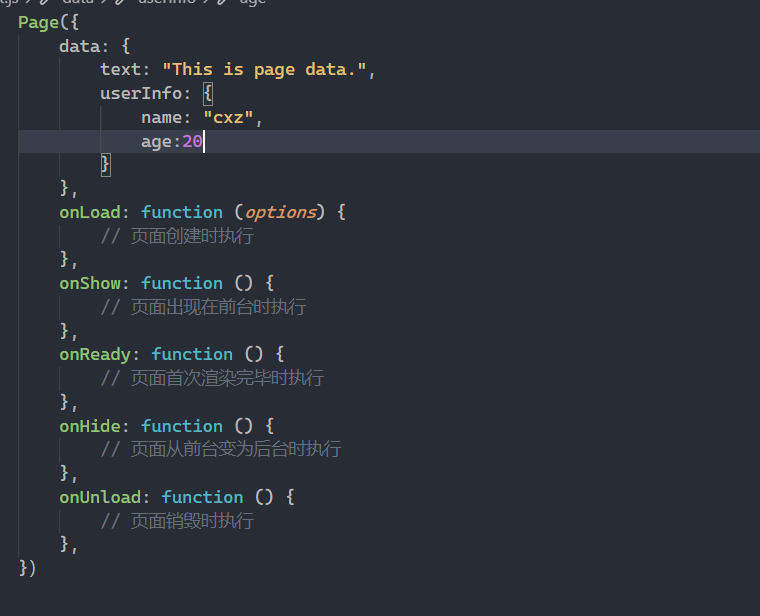 Page({
data: {
text: "This is page data.",
userInfo: {
name: "cxz",
age:20
}
},
onLoad: function (options) {
// 页面创建时执行
},
onShow: function () {
// 页面出现在前台时执行
},
onReady: function () {
// 页面首次渲染完毕时执行
},
onHide: function () {
// 页面从前台变为后台时执行
},
onUnload: function () {
// 页面销毁时执行
},
})